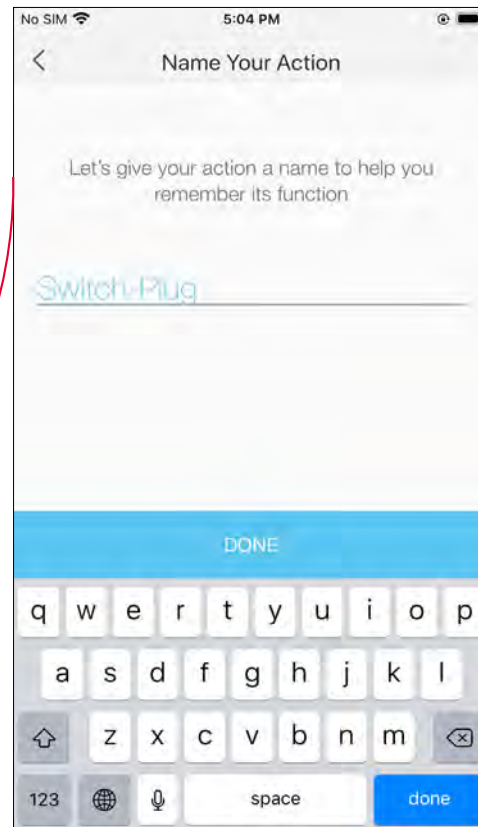 No SIM 5:04 PM
Name Your Action
Let's give your action a name to help you
remember its function
Switch-Plug
DONE
q w e r t y u i o p
a s d f g h j k l
z x c v b n m
123 space done